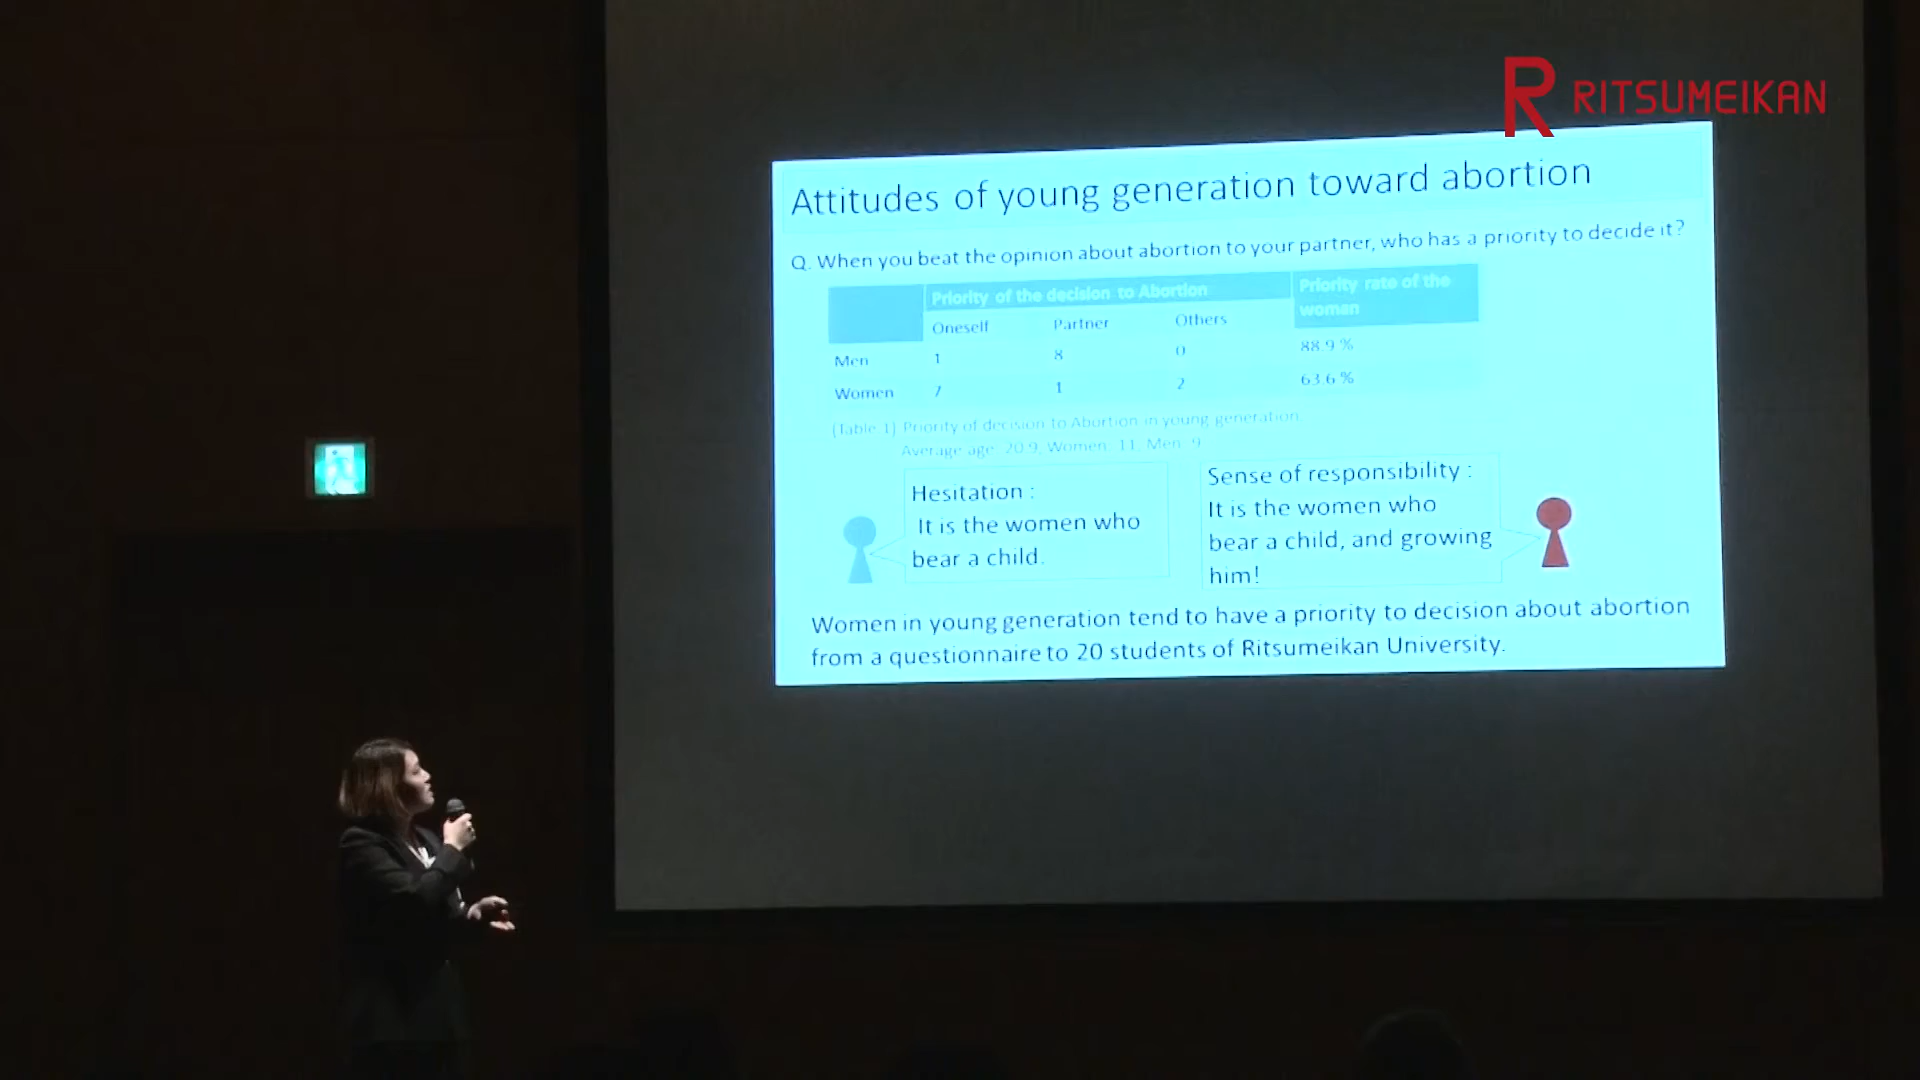 RITSUMEIKAN
Attitudes of young generation toward abortion
Q. When you beat the opinion about abortion to your partner, who has a priority to decide it?
Priority of the decision to Abortion
Priority rate of the
woman
Oneself Partner Others
Men 1 8 0 88.9 %
Women 7 1 2 63.6 %
(Table.1) Priority of decision to Abortion in young generation.
Average age: 20.9, Women: 11, Men: 9
Hesitation :
It is the women who
bear a child.
Sense of responsibility :
It is the women who
bear a child, and growing
him!
Women in young generation tend to have a priority to decision about abortion
from a questionnaire to 20 students of Ritsumeikan University.